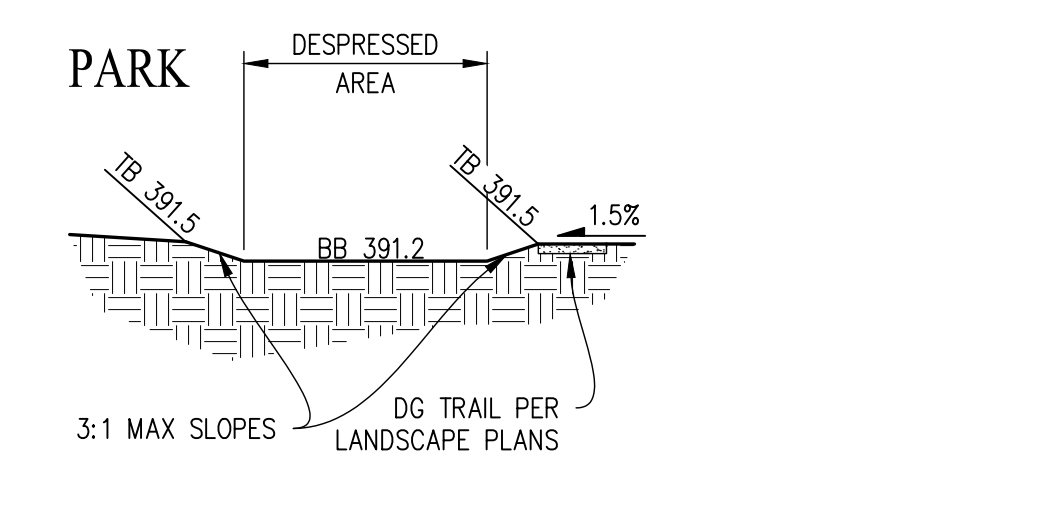 DESPRESSED
PARK
AREA
TB 391.5
TB 391.5
1.5%
BB 391.2
DG TRAIL PER
3:1 MAX SLOPES
LANDSCAPE PLANS